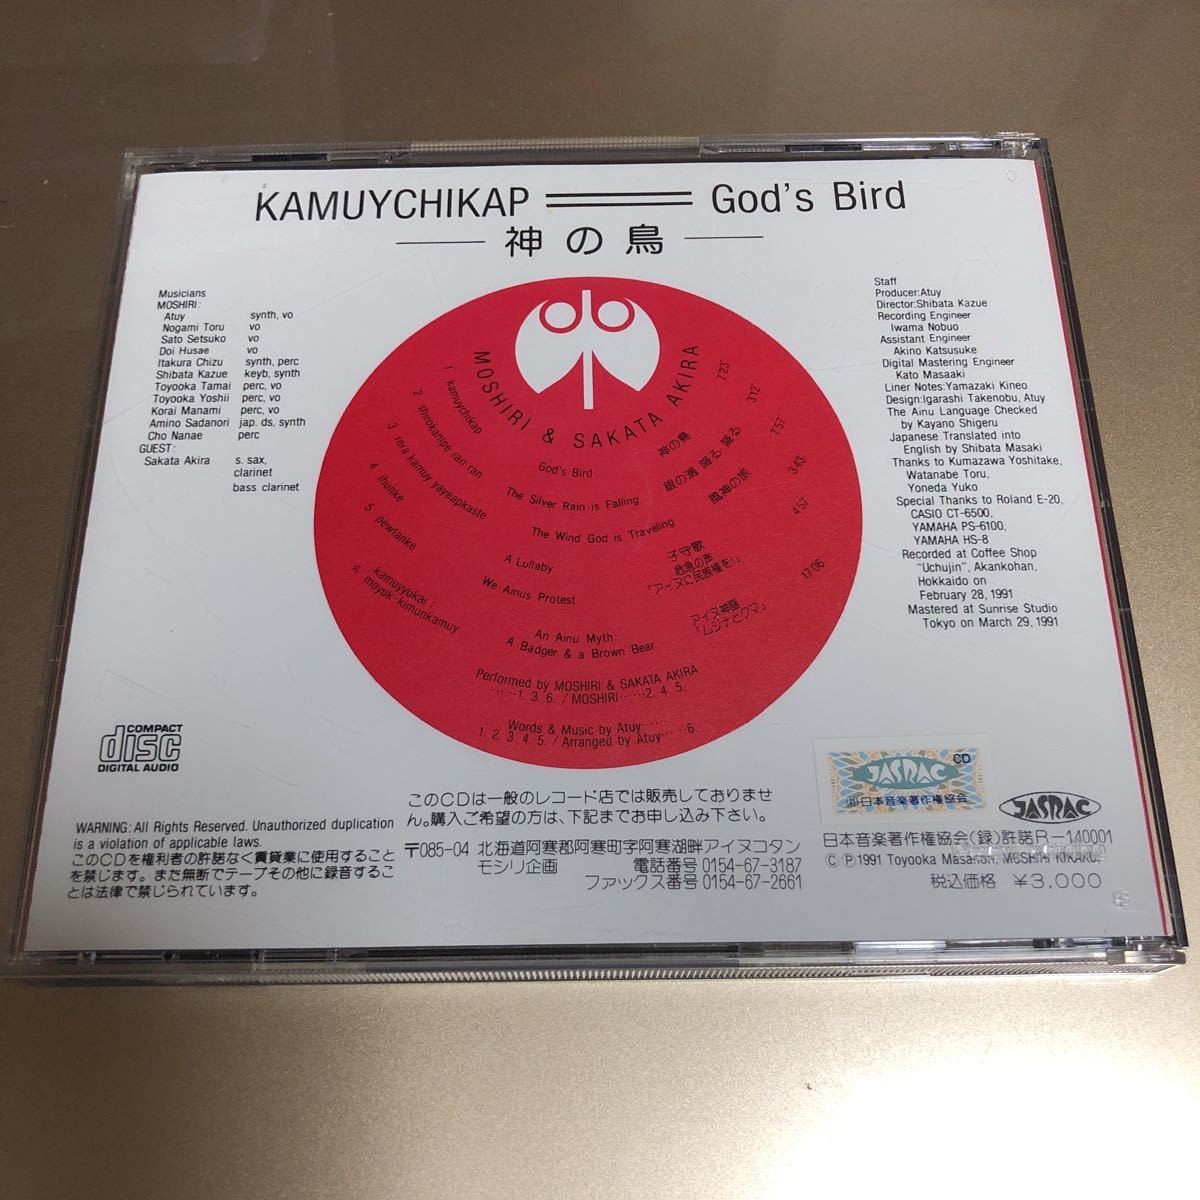 KAMUYCHIKAP ═══ God's Bird
神の鳥
Musicians
MOSHIRI:
Atuy synth, vo
Nogami Toru vo
Sato Setsuko vo
Doi Husae vo
Itakura Chizu synth, perc
Shibata Kazue keyb, synth
Toyooka Tamai perc, vo
Toyooka Yoshii perc, vo
Korai Manami perc, vo
Amino Sadanori jap. ds, synth
Cho Nanae perc
GUEST:
Sakata Akira s. sax,
clarinet
bass clarinet
MOSHIRI & SAKATA AKIRA
1 kamuychikap God's Bird 神の鳥 7'23"
2 shirokanipe ran ran The Silver Rain is Falling 銀の滴 降る 降る 3'12"
3 rera kamuy yayeapkaste The Wind God is Traveling 風神の旅 7'57"
4 ihunke A Lullaby 子守歌 3'43
5 pewtanke We Ainus Protest 危急の声
「アイヌに民族権を!」 4'57
6 kamuyyukar: An Ainu Myth: アイヌ神謡 17'06
moyuk-kimunkamuy A Badger & a Brown Bear 「ムジナとクマ」
Performed by MOSHIRI & SAKATA AKIRA
……1. 3. 6. / MOSHIRI……2. 4. 5.
Words & Music by Atuy……
1. 2. 3. 4. 5. / Arranged by Atuy……6.
Staff
Producer:Atuy
Director:Shibata Kazue
Recording Engineer
Iwama Nobuo
Assistant Engineer
Akino Katsusuke
Digital Mastering Engineer
Kato Masaaki
Liner Notes:Yamazaki Kineo
Design:Igarashi Takenobu, Atuy
The Ainu Language Checked
by Kayano Shigeru
Japanese Translated into
English by Shibata Masaki
Thanks to Kumazawa Yoshitake,
Watanabe Toru,
Yoneda Yuko
Special Thanks to Roland E-20,
CASIO CT-6500,
YAMAHA PS-6100,
YAMAHA HS-8
Recorded at Coffee Shop
"Uchujin", Akankohan,
Hokkaido on
February 28, 1991
Mastered at Sunrise Studio
Tokyo on March 29, 1991
COMPACT
disc
DIGITAL AUDIO
WARNING: All Rights Reserved. Unauthorized duplication
is a violation of applicable laws.
このCDを権利者の許諾なく賃貸業に使用すること
を禁じます。また無断でテープその他に録音するこ
とは法律で禁じられています。
このCDは一般のレコード店では販売しておりませ
ん。購入ご希望の方は、下記までお申し込み下さい。
〒085-04 北海道阿寒郡阿寒町字阿寒湖畔アイヌコタン
モシリ企画 電話番号 0154-67-3187
ファックス番号 0154-67-2661
JASRAC CD
(社)日本音楽著作権協会
JASRAC
日本音楽著作権協会(録)許諾R-140001
©℗1991 Toyooka Masanori, MOSHIRI KIKAKU.
税込価格 ¥3,000